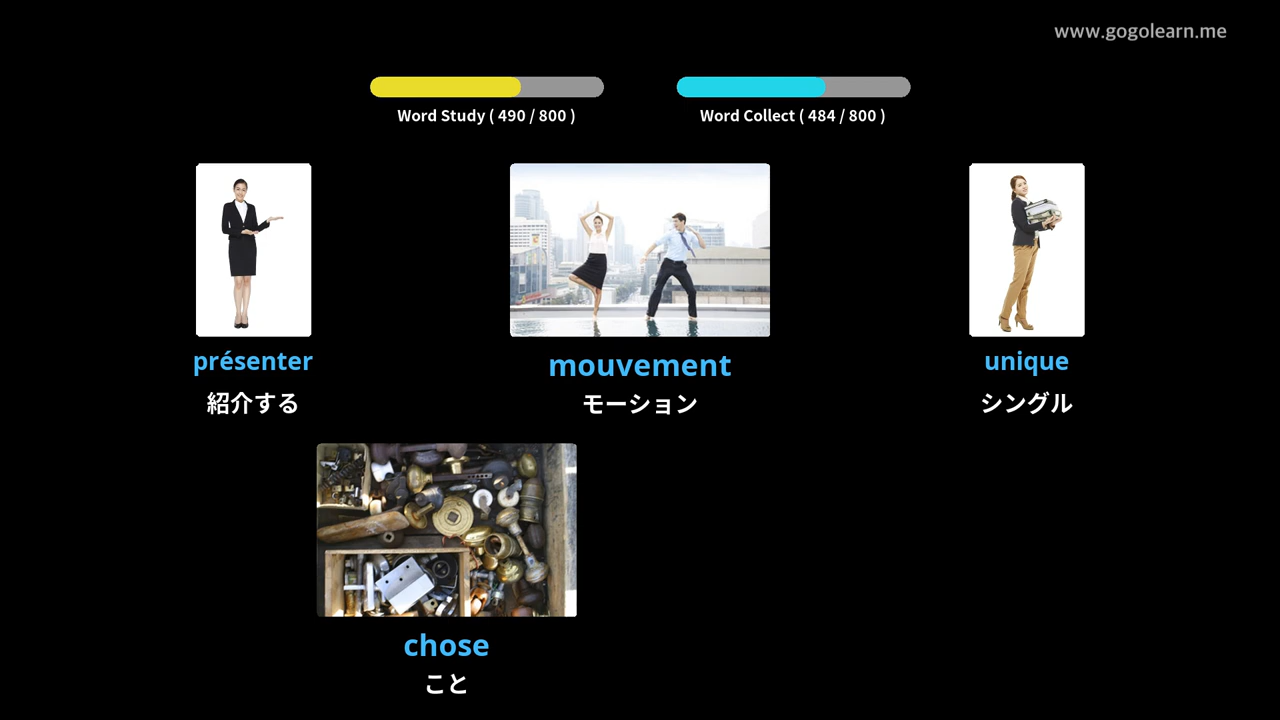 www.gogolearn.me
Word Study ( 490 / 800 )
Word Collect ( 484 / 800 )
présenter
紹介する
mouvement
モーション
unique
シングル
chose
こと